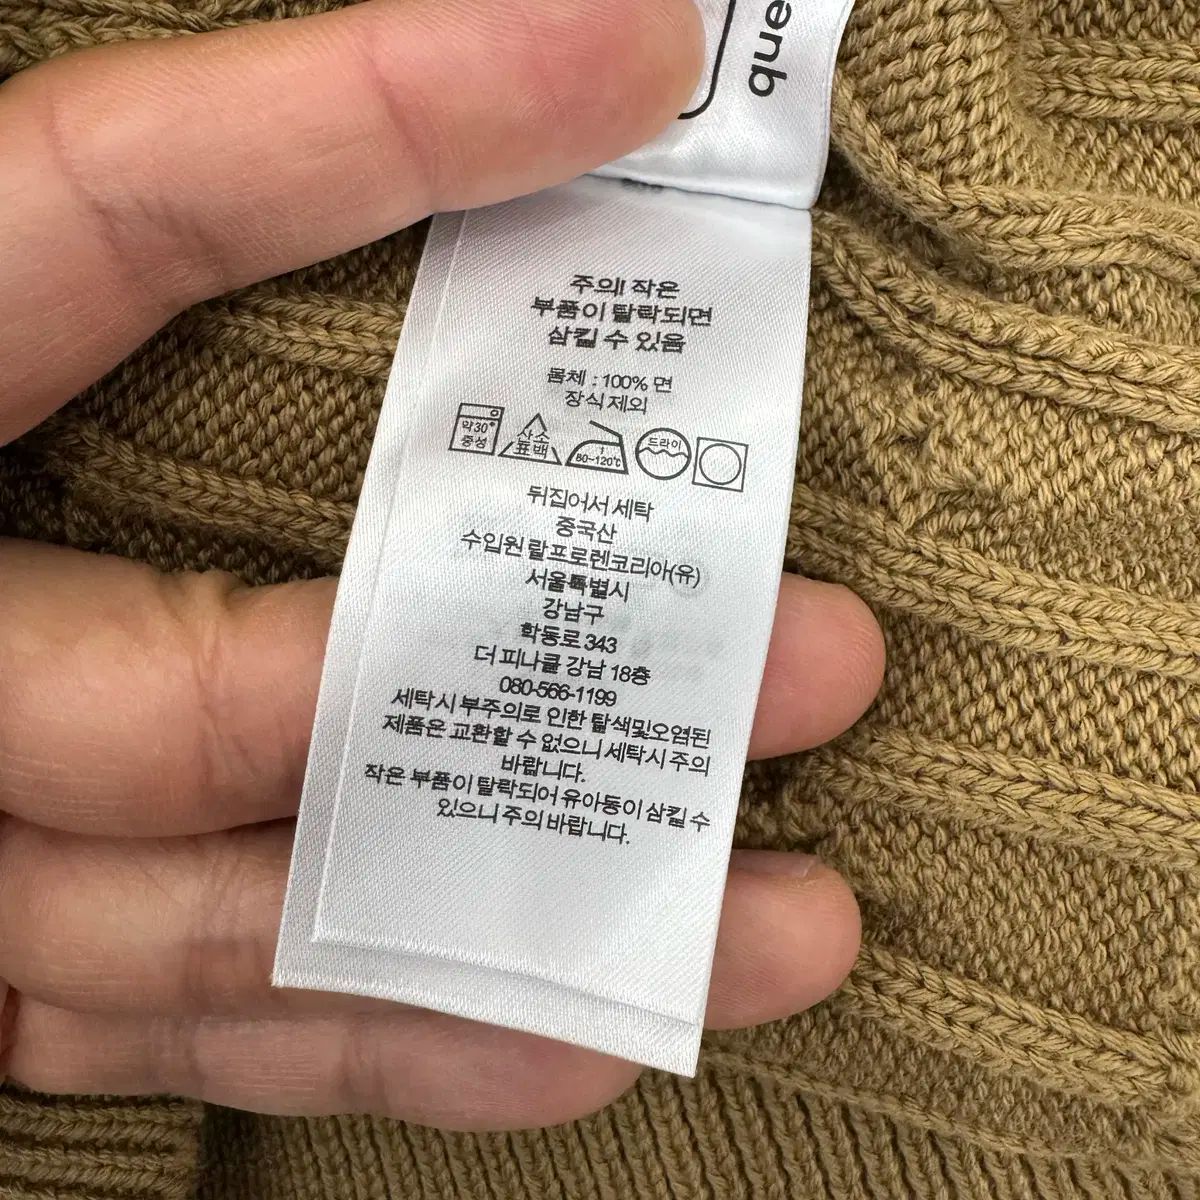 que
주의! 작은
부품이 탈락되면
삼킬 수 있음
몸체 : 100% 면
장식 제외
약30°
중성
산소
표백
1
80~120℃
드라이
뒤집어서 세탁
중국산
수입원 랄프로렌코리아(유)
서울특별시
강남구
학동로 343
더 피나클 강남 18층
080-566-1199
세탁시 부주의로 인한 탈색및오염된
제품은 교환할 수 없으니 세탁시 주의
바랍니다.
작은 부품이 탈락되어 유아동이 삼킬 수
있으니 주의 바랍니다.